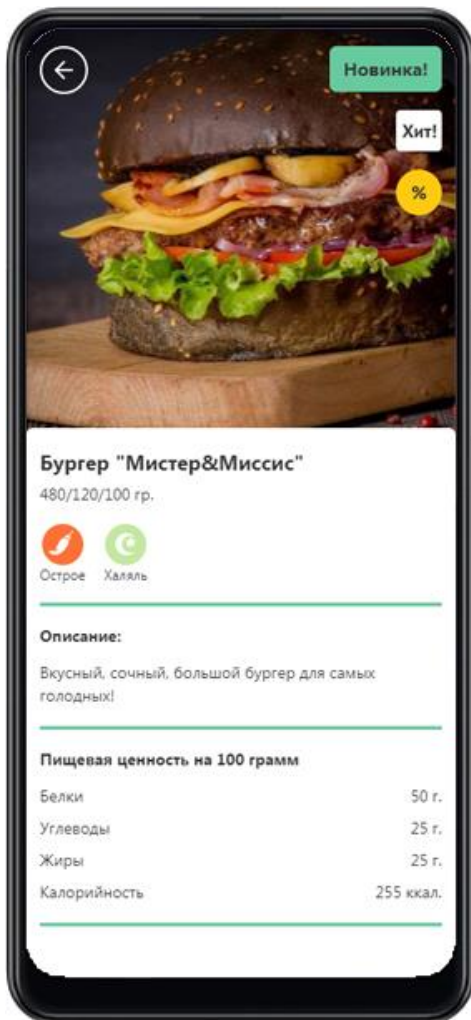 Новинка!
Хит!
%
Бургер "Мистер&Миссис"
480/120/100 гр.
Острое Халяль
Описание:
Вкусный, сочный, большой бургер для самых
голодных!
Пищевая ценность на 100 грамм
Белки 50 г.
Углеводы 25 г.
Жиры 25 г.
Калорийность 255 ккал.